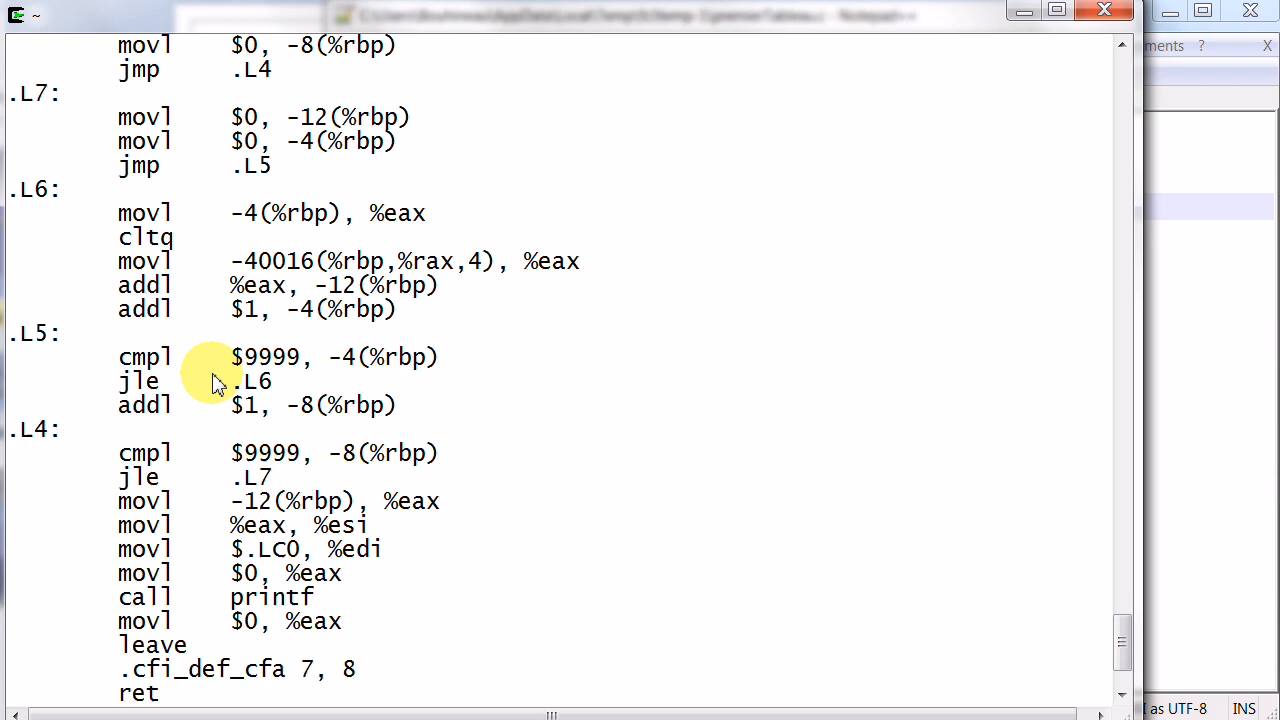 ~
movl $0, -8(%rbp)
jmp .L4
.L7:
movl $0, -12(%rbp)
movl $0, -4(%rbp)
jmp .L5
.L6:
movl -4(%rbp), %eax
cltq
movl -40016(%rbp,%rax,4), %eax
addl %eax, -12(%rbp)
addl $1, -4(%rbp)
.L5:
cmpl $9999, -4(%rbp)
jle .L6
addl $1, -8(%rbp)
.L4:
cmpl $9999, -8(%rbp)
jle .L7
movl -12(%rbp), %eax
movl %eax, %esi
movl $.LC0, %edi
movl $0, %eax
call printf
movl $0, %eax
leave
.cfi_def_cfa 7, 8
ret
ments ? X
as UTF-8 INS